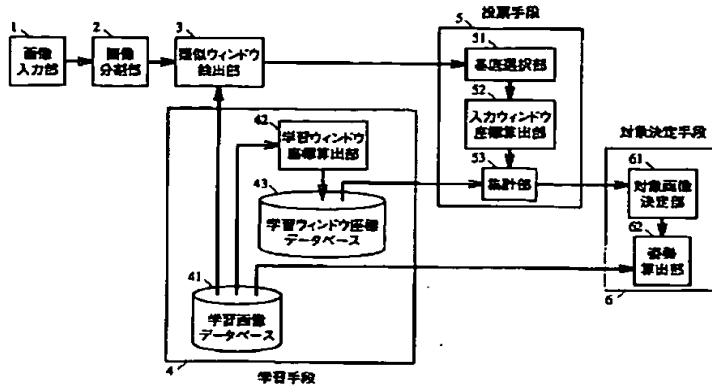 1
画像
入力部
2
画像
分割部
3
類似ウィンドウ
抽出部
投票手段
5
51
基底選択部
52
入力ウィンドウ
座標算出部
53
集計部
42
学習ウィンドウ
座標算出部
43
学習ウィンドウ座標
データベース
41
学習画像
データベース
4
学習手段
対象決定手段
61
対象画像
決定部
62
姿勢
算出部
6